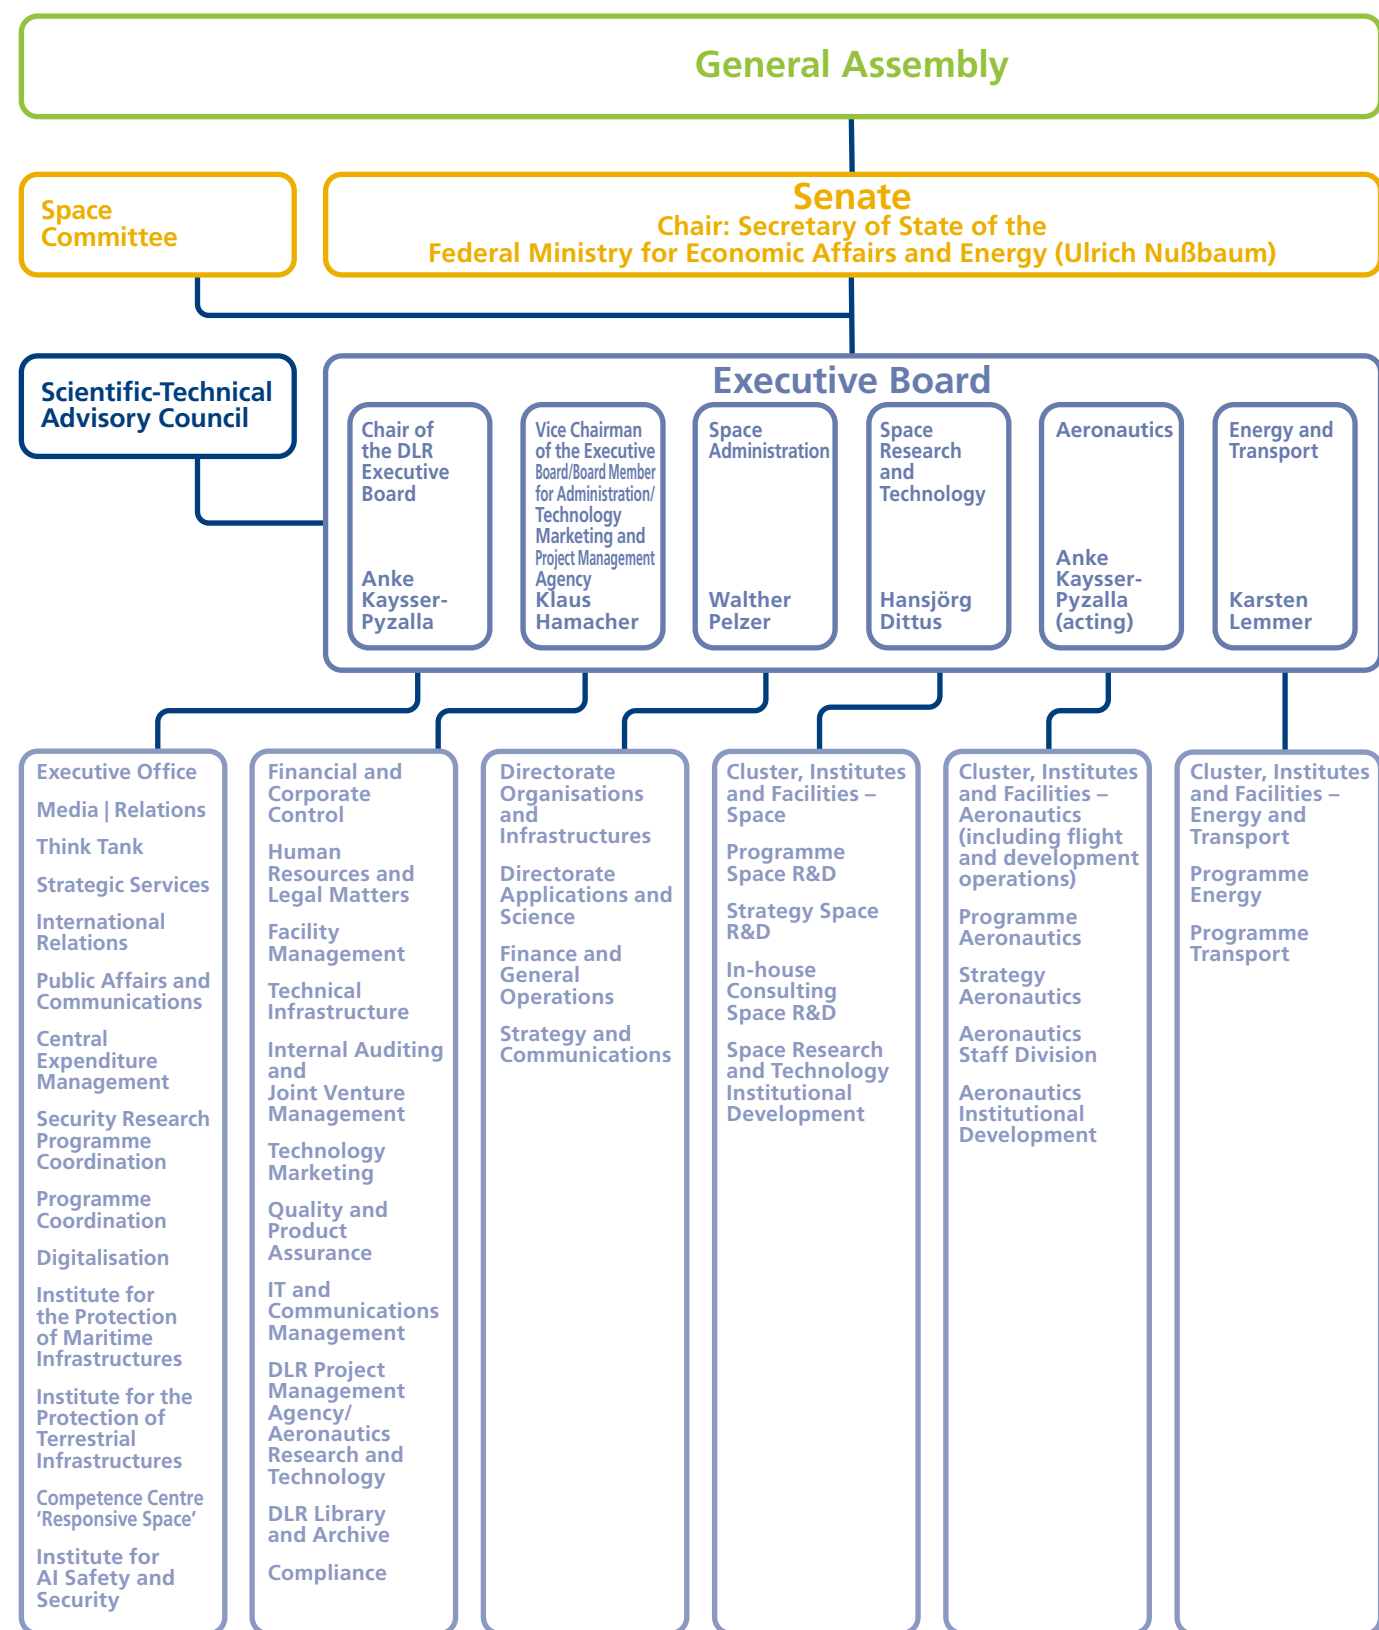 General Assembly
Space
Committee
Senate
Chair: Secretary of State of the
Federal Ministry for Economic Affairs and Energy (Ulrich Nußbaum)
Scientific-Technical
Advisory Council
Executive Board
Chair of
the DLR
Executive
Board
Anke
Kaysser-
Pyzalla
Vice Chairman
of the Executive
Board/Board Member
for Administration/
Technology
Marketing and
Project Management
Agency
Klaus
Hamacher
Space
Administration
Walther
Pelzer
Space
Research
and
Technology
Hansjörg
Dittus
Aeronautics
Anke
Kaysser-
Pyzalla
(acting)
Energy and
Transport
Karsten
Lemmer
Executive Office
Media | Relations
Think Tank
Strategic Services
International
Relations
Public Affairs and
Communications
Central
Expenditure
Management
Security Research
Programme
Coordination
Programme
Coordination
Digitalisation
Institute for
the Protection
of Maritime
Infrastructures
Institute for the
Protection of
Terrestrial
Infrastructures
Competence Centre
‘Responsive Space’
Institute for
AI Safety and
Security
Financial and
Corporate
Control
Human
Resources and
Legal Matters
Facility
Management
Technical
Infrastructure
Internal Auditing
and
Joint Venture
Management
Technology
Marketing
Quality and
Product
Assurance
IT and
Communications
Management
DLR Project
Management
Agency/
Aeronautics
Research and
Technology
DLR Library
and Archive
Compliance
Directorate
Organisations
and
Infrastructures
Directorate
Applications and
Science
Finance and
General
Operations
Strategy and
Communications
Cluster, Institutes
and Facilities –
Space
Programme
Space R&D
Strategy Space
R&D
In-house
Consulting
Space R&D
Space Research
and Technology
Institutional
Development
Cluster, Institutes
and Facilities –
Aeronautics
(including flight
and development
operations)
Programme
Aeronautics
Strategy
Aeronautics
Aeronautics
Staff Division
Aeronautics
Institutional
Development
Cluster, Institutes
and Facilities –
Energy and
Transport
Programme
Energy
Programme
Transport